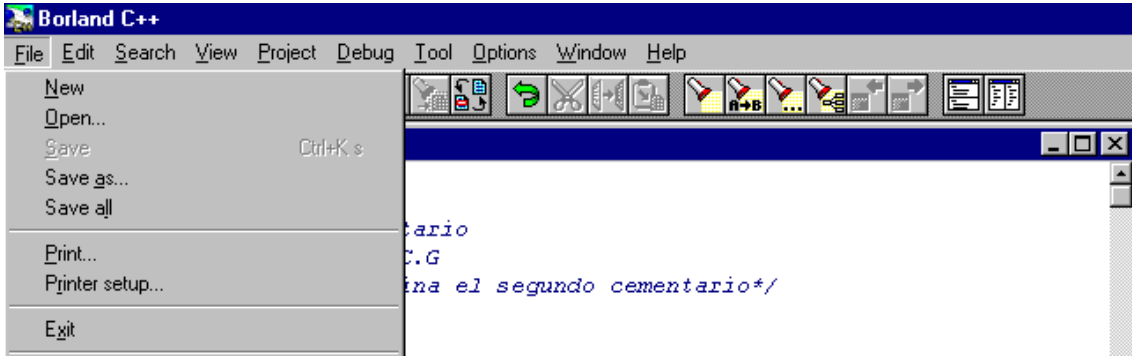 Borland C++
File Edit Search View Project Debug Tool Options Window Help
New
Open...
Save Ctrl+K s
Save as...
Save all
tario
Print... C.G
Printer setup... ina el segundo cementario*/
Exit
A→B
...